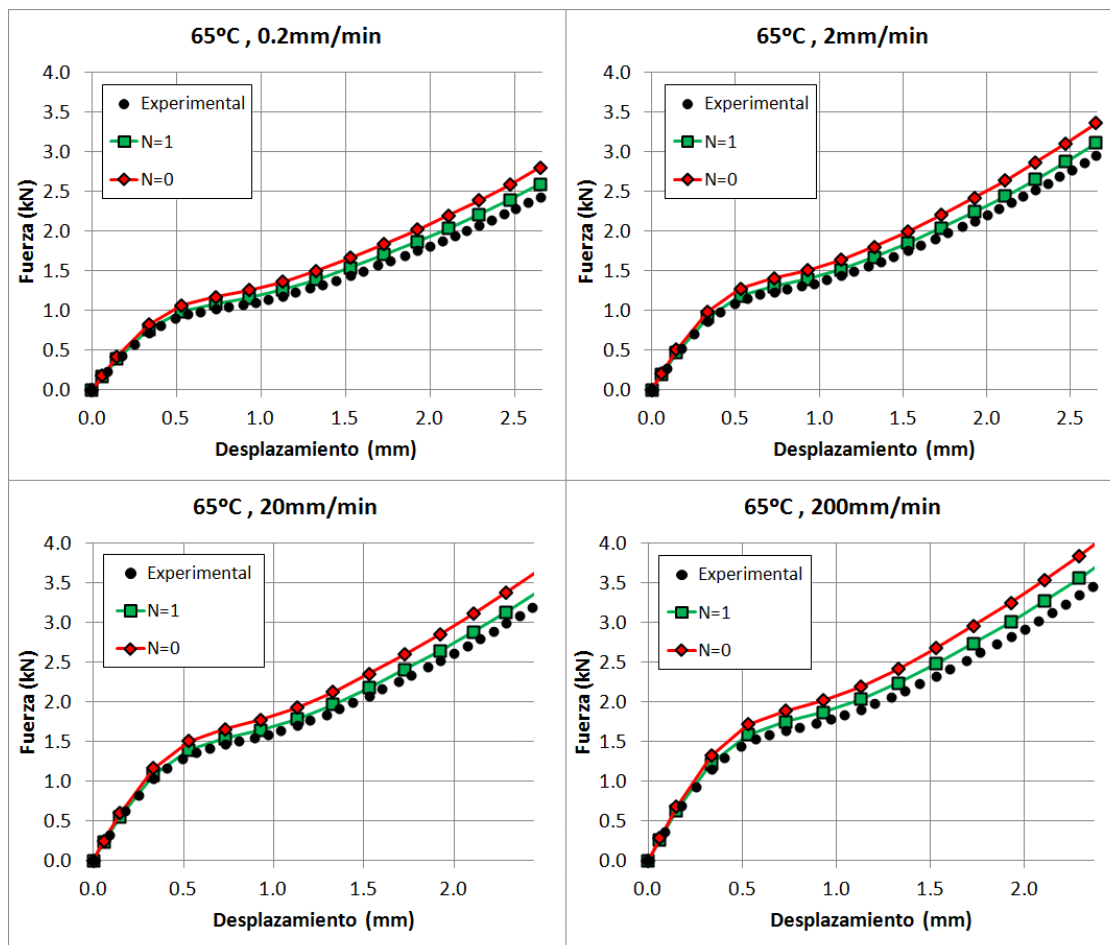 65ºC , 0.2mm/min
4.0
3.5
3.0
2.5
2.0
1.5
1.0
0.5
0.0
Fuerza (kN)
Experimental
N=1
N=0
0.0 0.5 1.0 1.5 2.0 2.5
Desplazamiento (mm)
65ºC , 2mm/min
4.0
3.5
3.0
2.5
2.0
1.5
1.0
0.5
0.0
Fuerza (kN)
Experimental
N=1
N=0
0.0 0.5 1.0 1.5 2.0 2.5
Desplazamiento (mm)
65ºC , 20mm/min
4.0
3.5
3.0
2.5
2.0
1.5
1.0
0.5
0.0
Fuerza (kN)
Experimental
N=1
N=0
0.0 0.5 1.0 1.5 2.0
Desplazamiento (mm)
65ºC , 200mm/min
4.0
3.5
3.0
2.5
2.0
1.5
1.0
0.5
0.0
Fuerza (kN)
Experimental
N=1
N=0
0.0 0.5 1.0 1.5 2.0
Desplazamiento (mm)